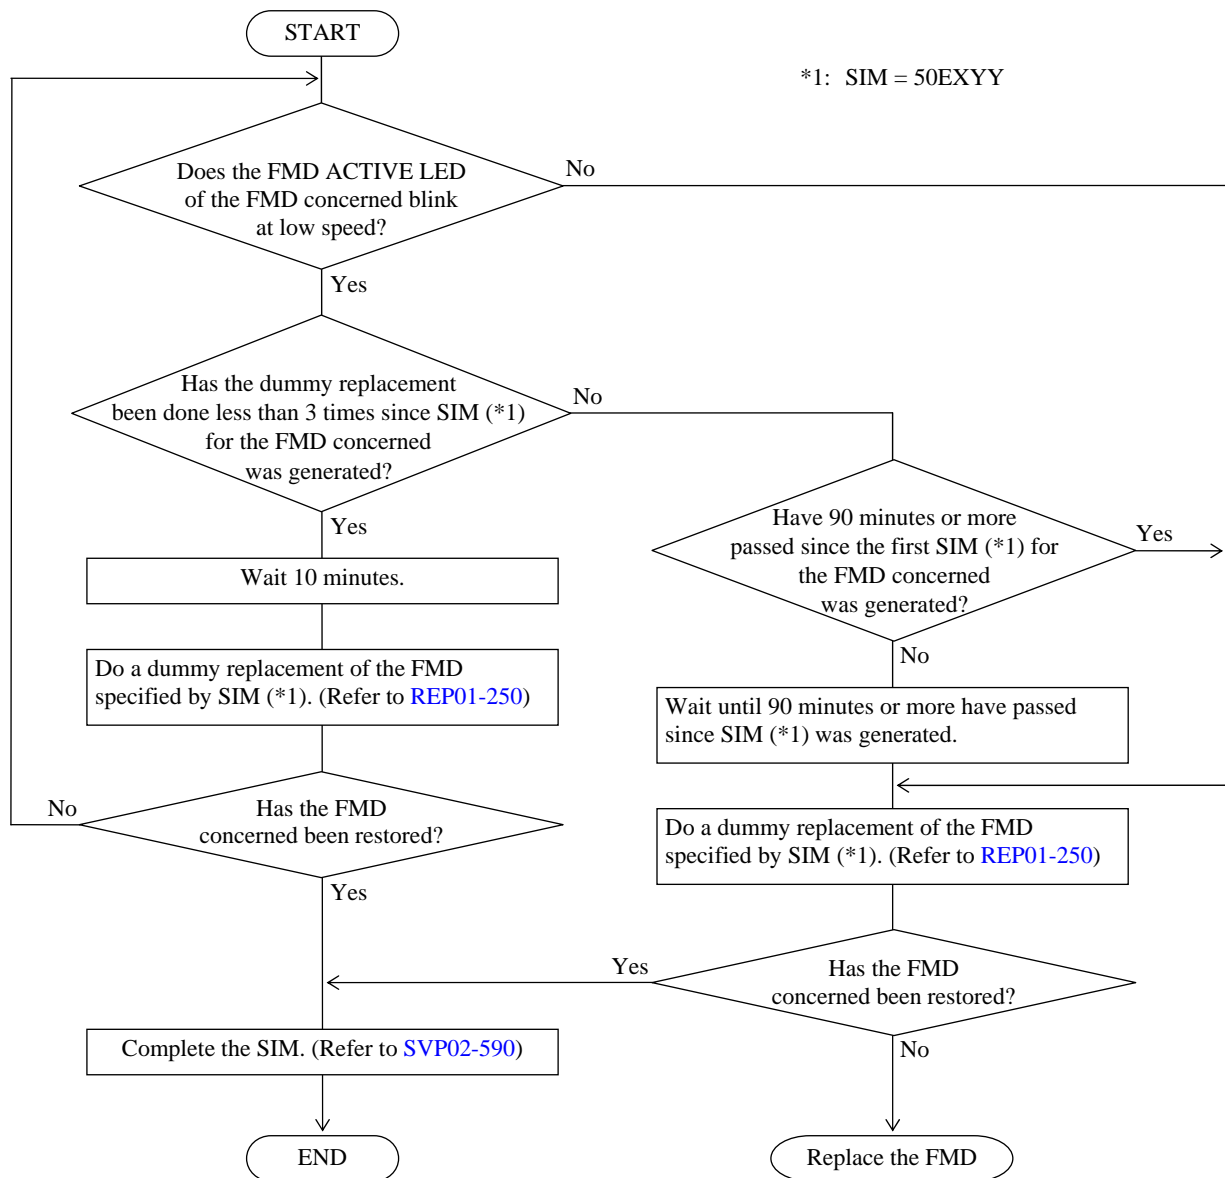 START
*1: SIM = 50EXYY
Does the FMD ACTIVE LED
of the FMD concerned blink
at low speed?
No
Yes
Has the dummy replacement
been done less than 3 times since SIM (*1)
for the FMD concerned
was generated?
No
Yes
Have 90 minutes or more
passed since the first SIM (*1) for
the FMD concerned
was generated?
Yes
No
Wait 10 minutes.
Do a dummy replacement of the FMD
specified by SIM (*1). (Refer to REP01-250)
Wait until 90 minutes or more have passed
since SIM (*1) was generated.
Has the FMD
concerned been restored?
No
Yes
Do a dummy replacement of the FMD
specified by SIM (*1). (Refer to REP01-250)
Has the FMD
concerned been restored?
Yes
No
Complete the SIM. (Refer to SVP02-590)
END
Replace the FMD